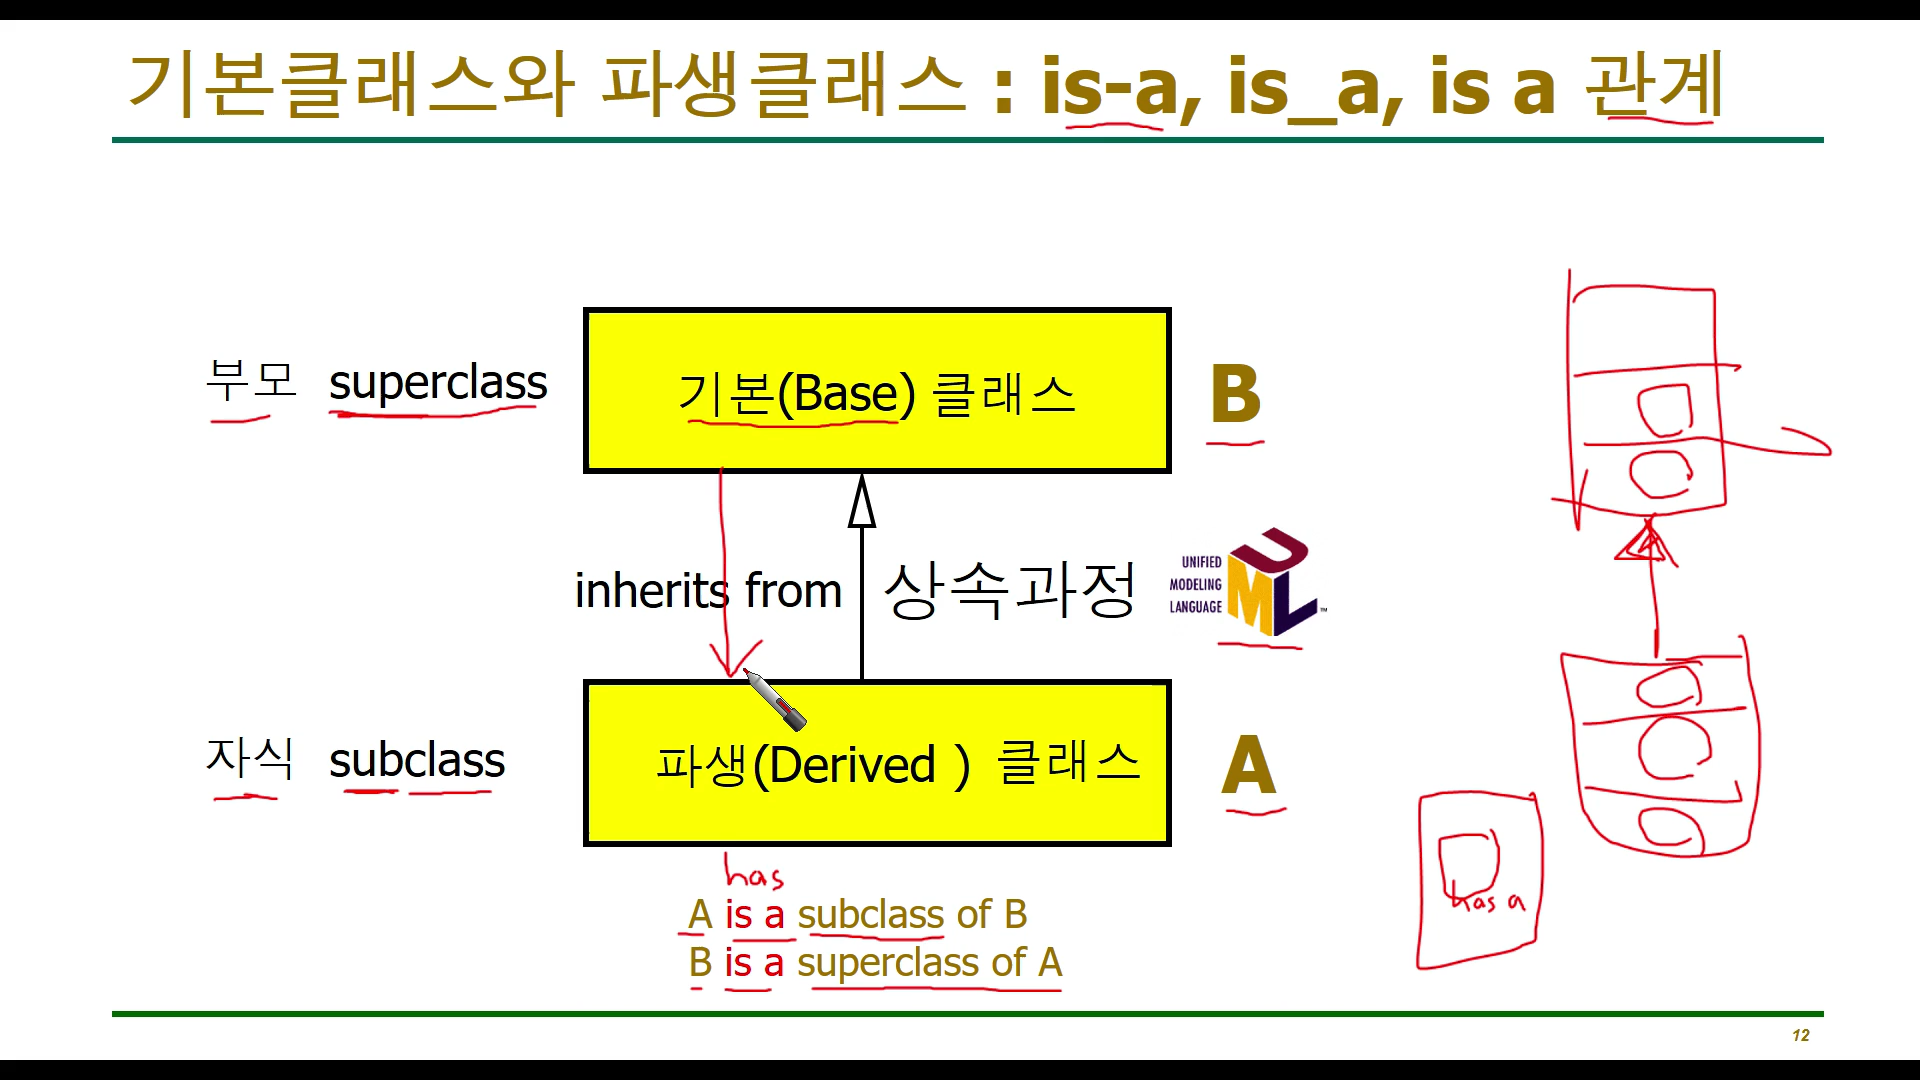 기본클래스와 파생클래스 : is-a, is_a, is a 관계
부모 superclass 기본(Base) 클래스 B
inherits from 상속과정
UNIFIED
MODELING
LANGUAGE
UML ™
자식 subclass 파생(Derived ) 클래스 A
has
A is a subclass of B
B is a superclass of A
has a
12